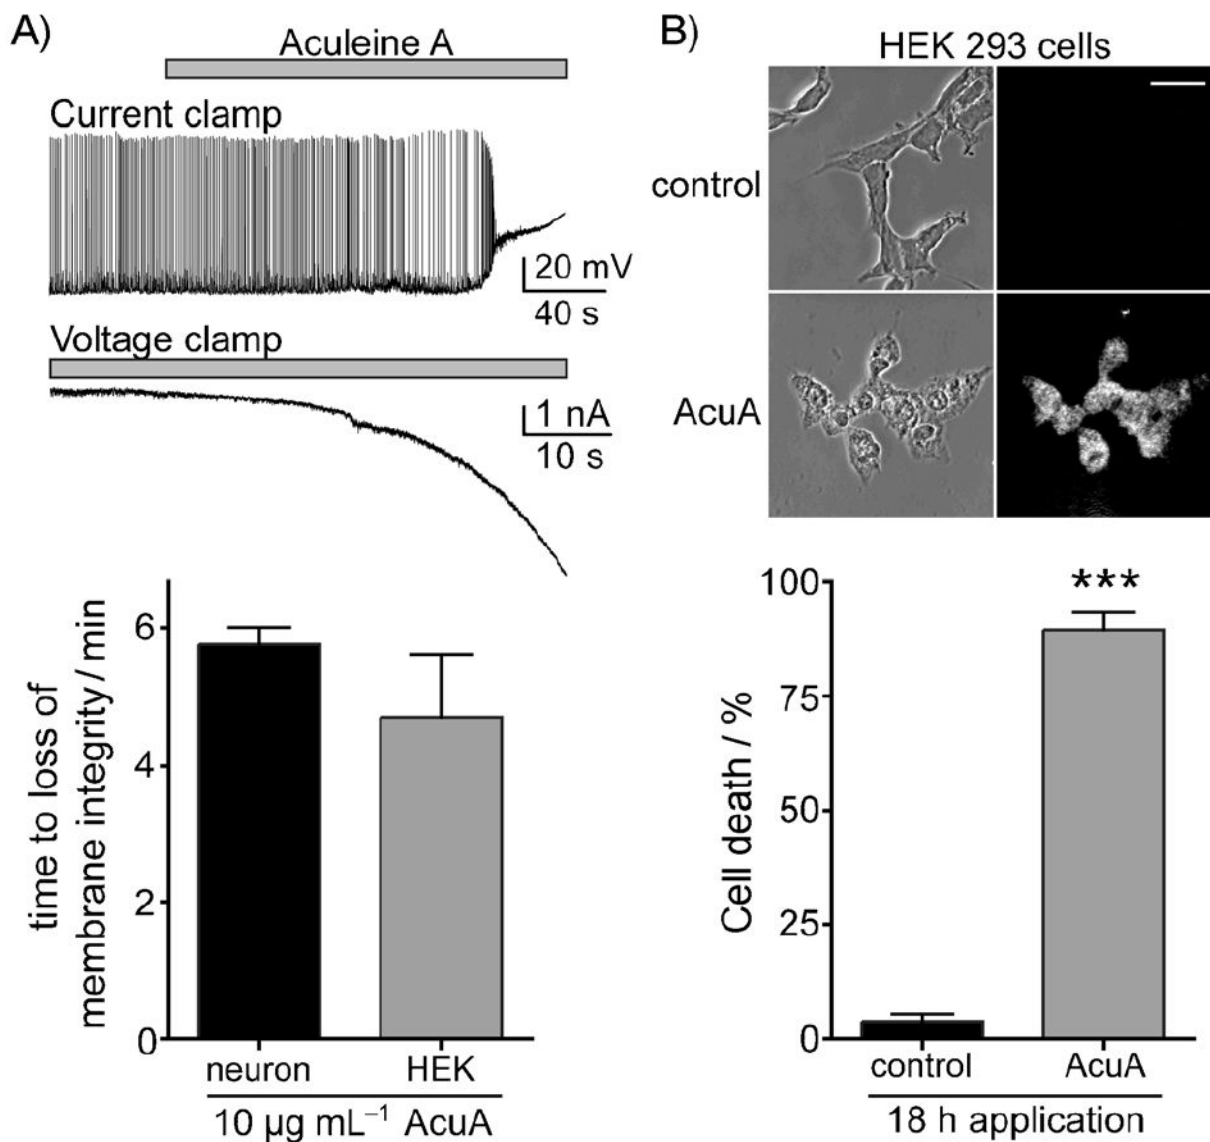 A)
Aculeine A
Current clamp
20 mV
40 s
Voltage clamp
1 nA
10 s
time to loss of
membrane integrity / min
6
4
2
0
neuron HEK
10 µg mL⁻¹ AcuA
B)
HEK 293 cells
control
AcuA
Cell death / %
100
75
50
25
0
***
control AcuA
18 h application